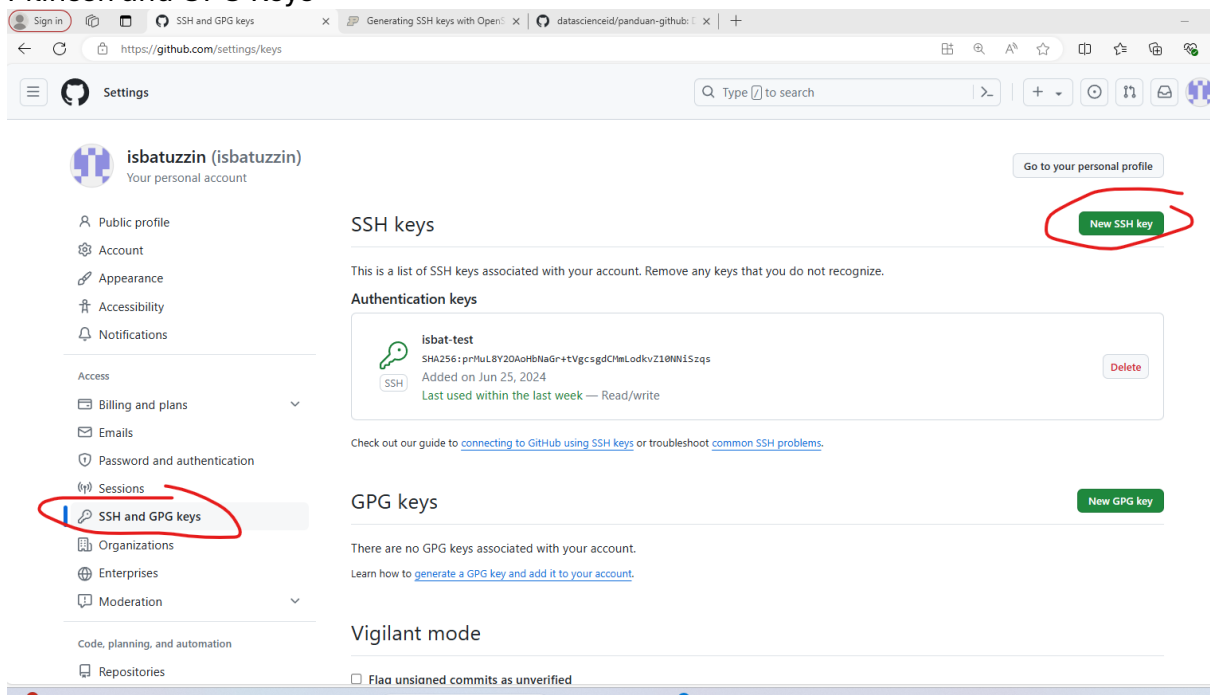 and GPG Keys
Sign in
SSH and GPG keys
Generating SSH keys with OpenS
datascienceid/panduan-github: D
https://github.com/settings/keys
Settings
Type / to search
isbatuzzin (isbatuzzin)
Your personal account
Go to your personal profile
Public profile
Account
Appearance
Accessibility
Notifications
Access
Billing and plans
Emails
Password and authentication
Sessions
SSH and GPG keys
Organizations
Enterprises
Moderation
Code, planning, and automation
Repositories
SSH keys
New SSH key
This is a list of SSH keys associated with your account. Remove any keys that you do not recognize.
Authentication keys
isbat-test
SHA256:prMuL8Y2OAoHbNaGr+tVgcsgdCMmLodkvZ10NNiSzqs
SSH
Added on Jun 25, 2024
Last used within the last week — Read/write
Delete
Check out our guide to connecting to GitHub using SSH keys or troubleshoot common SSH problems.
GPG keys
New GPG key
There are no GPG keys associated with your account.
Learn how to generate a GPG key and add it to your account.
Vigilant mode
Flag unsigned commits as unverified